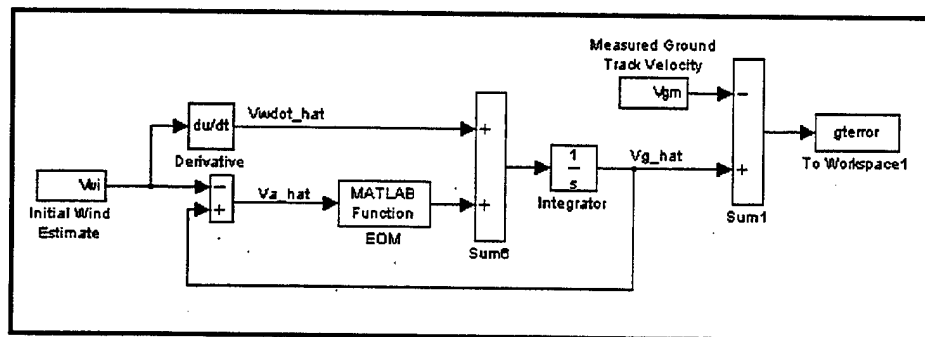 Measured Ground
Track Velocity
Vgm
-
+
Sum1
gterror
To Workspace1
du/dt
Derivative
Vwdot_hat
Vwi
Initial Wind
Estimate
-
+
Va_hat
MATLAB
Function
EOM
+
+
Sum6
1
s
Integrator
Vg_hat